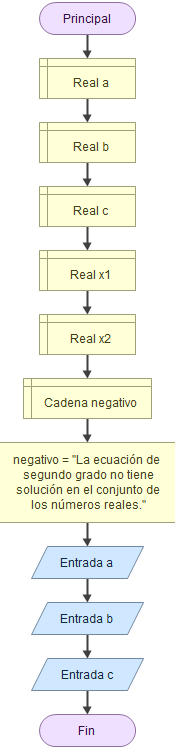 Principal
Real a
Real b
Real c
Real x1
Real x2
Cadena negativo
negativo = "La ecuación de
segundo grado no tiene
solución en el conjunto de
los números reales."
Entrada a
Entrada b
Entrada c
Fin